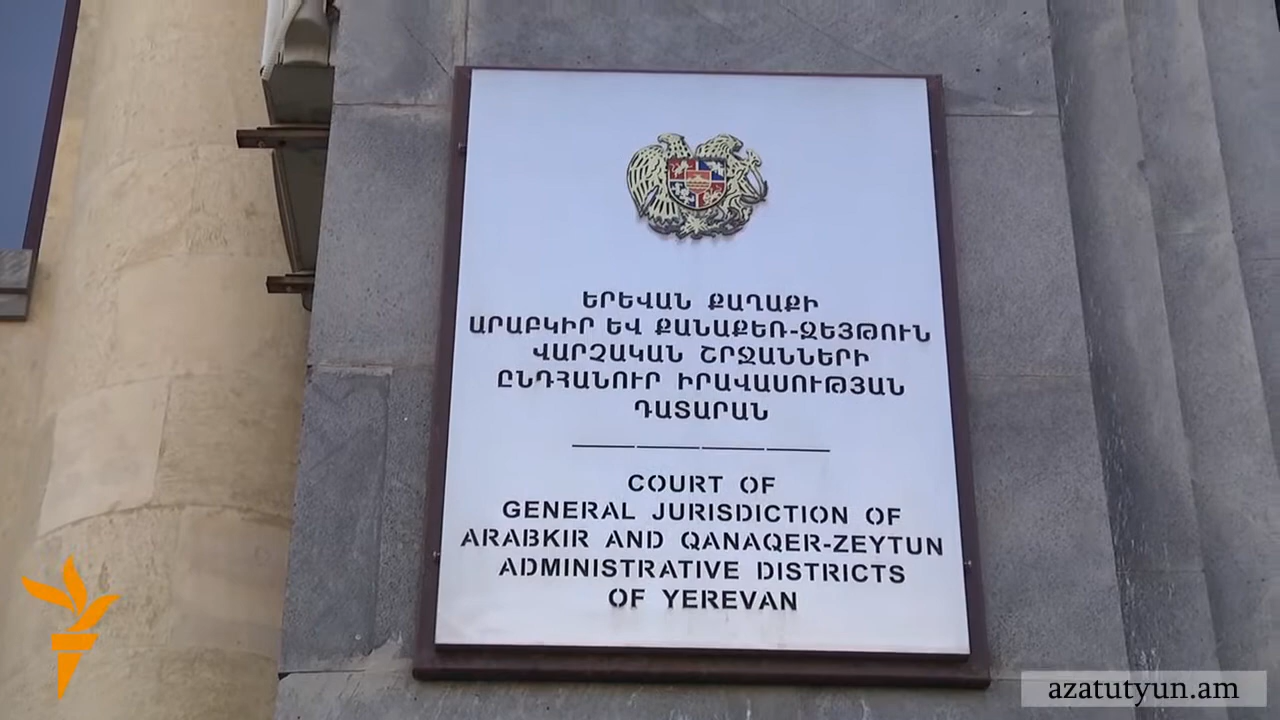 ԵՐԵՎԱՆ ՔԱՂԱՔԻ
ԱՐԱԲԿԻՐ ԵՎ ՔԱՆԱՔԵՌ-ԶԵՅԹՈՒՆ
ՎԱՐՉԱԿԱՆ ՇՐՋԱՆՆԵՐԻ
ԸՆԴՀԱՆՈՒՐ ԻՐԱՎԱՍՈՒԹՅԱՆ
ԴԱՏԱՐԱՆ
COURT OF
GENERAL JURISDICTION OF
ARABKIR AND QANAQER-ZEYTUN
ADMINISTRATIVE DISTRICTS
OF YEREVAN
azatutyun.am